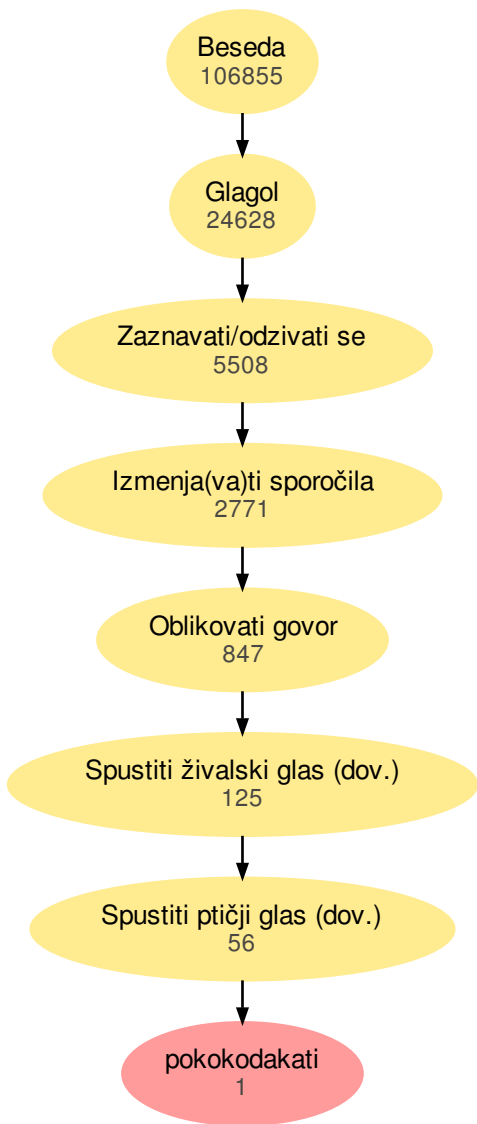 Beseda
106855
Glagol
24628
Zaznavati/odzivati se
5508
Izmenja(va)ti sporočila
2771
Oblikovati govor
847
Spustiti živalski glas (dov.)
125
Spustiti ptičji glas (dov.)
56
pokokodakati
1